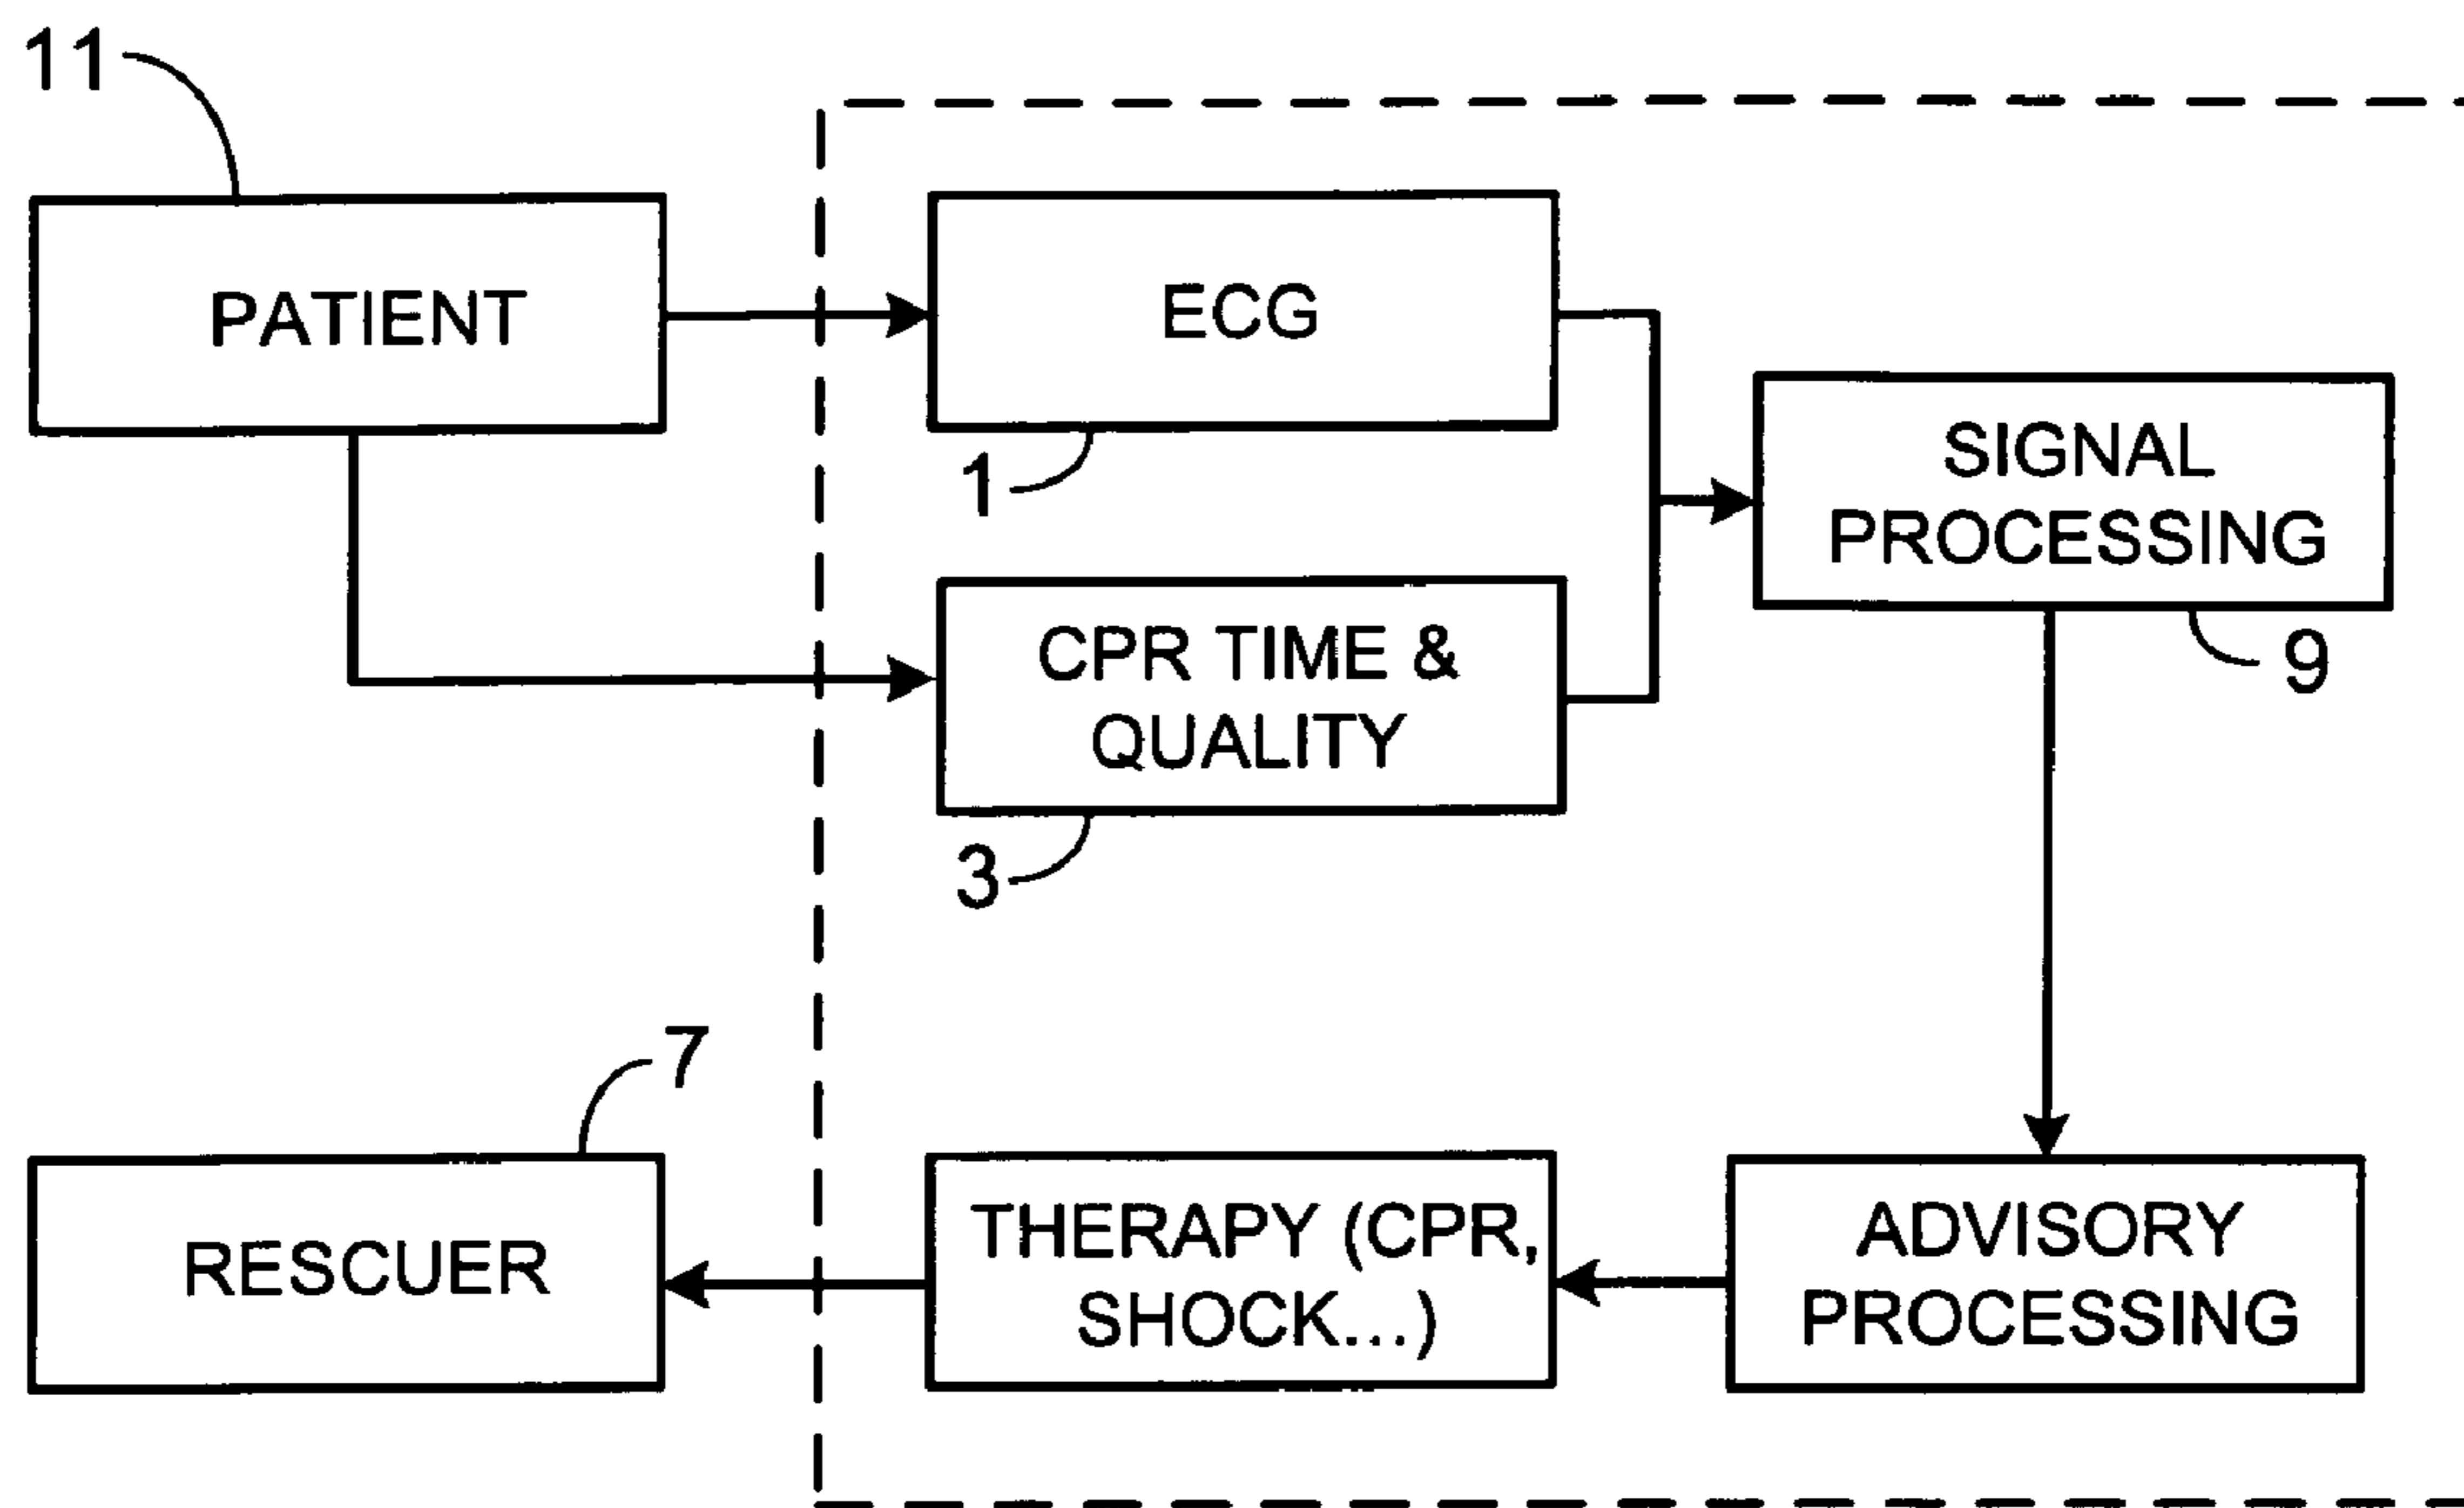 11
PATIENT
ECG
1
SIGNAL
PROCESSING
9
CPR TIME &
QUALITY
3
7
RESCUER
THERAPY (CPR,
SHOCK...)
ADVISORY
PROCESSING